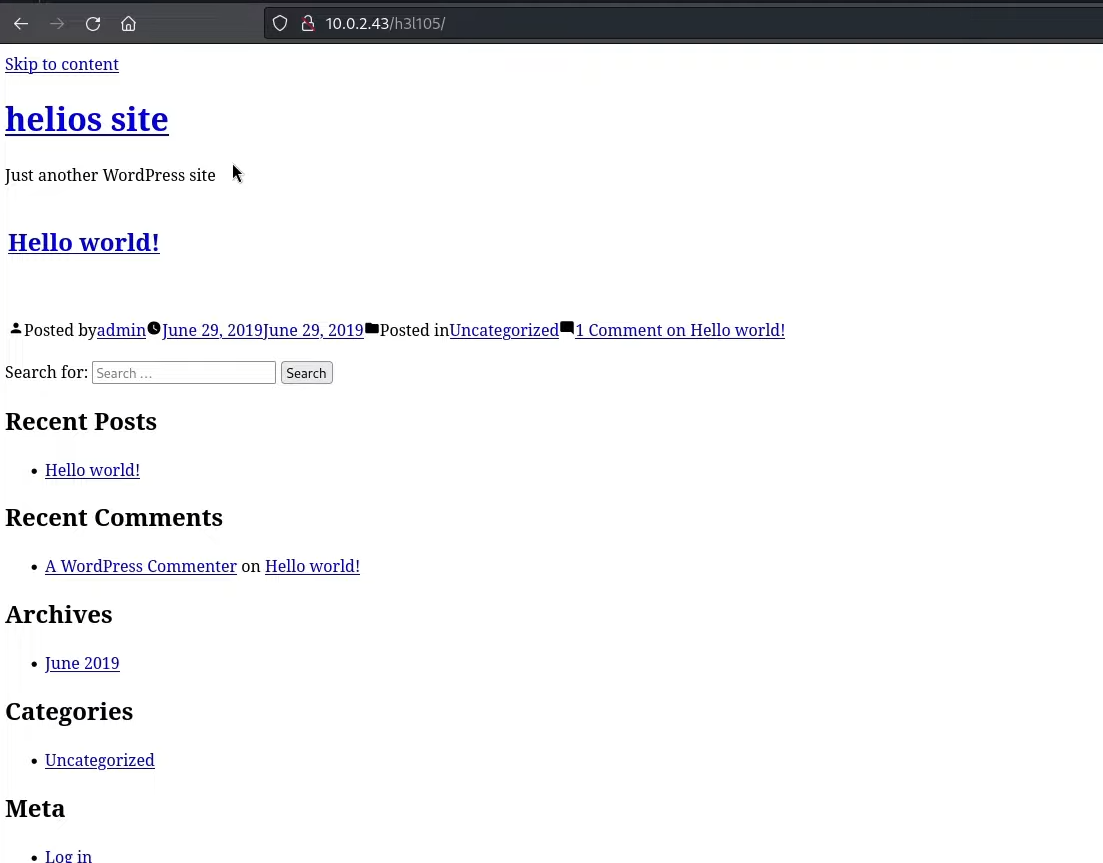 10.0.2.43/h3l105/
Skip to content
helios site
Just another WordPress site
Hello world!
Posted byadminJune 29, 2019June 29, 2019Posted inUncategorized1 Comment on Hello world!
Search for: Search … Search
Recent Posts
Hello world!
Recent Comments
A WordPress Commenter on Hello world!
Archives
June 2019
Categories
Uncategorized
Meta
Log in